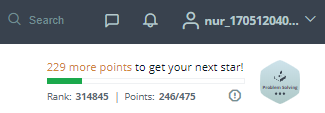 Search nur_170512040...
229 more points to get your next star!
Problem Solving
Rank: 314845 | Points: 246/475